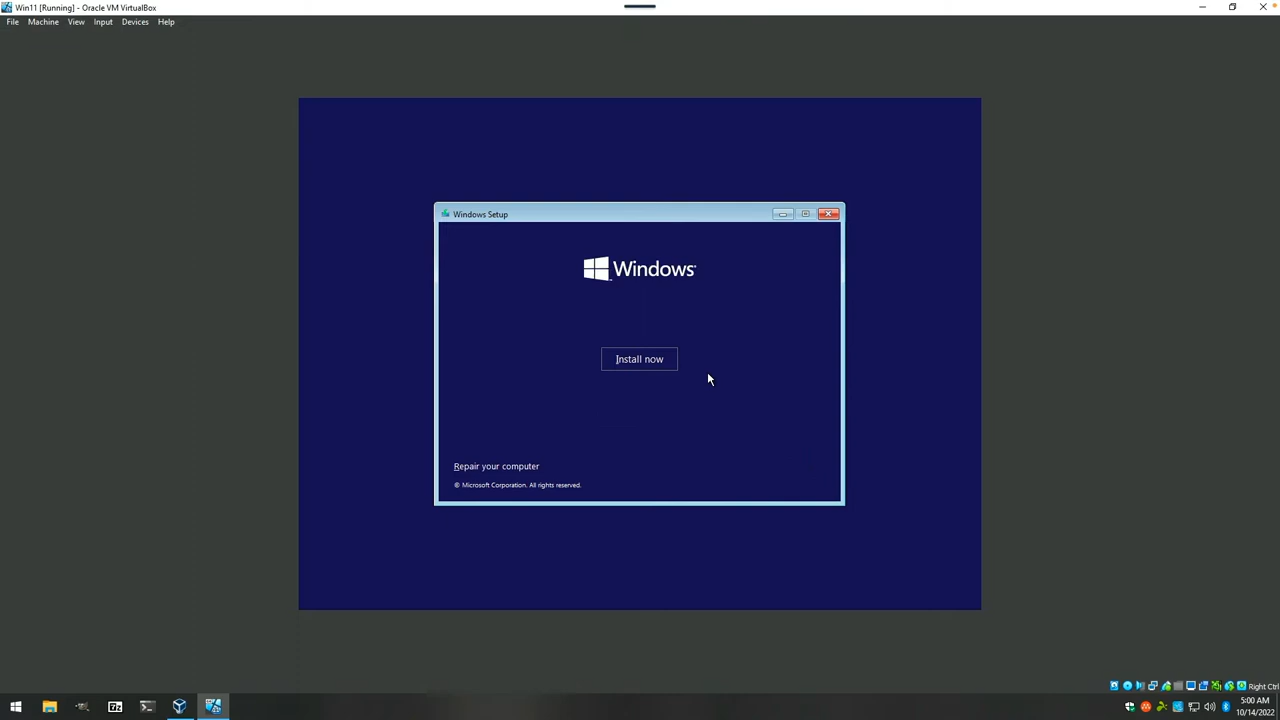 Win11 [Running] - Oracle VM VirtualBox
File Machine View Input Devices Help
Windows Setup
Windows
Install now
Repair your computer
© Microsoft Corporation. All rights reserved.
Right Ctrl
5:00 AM
10/14/2022